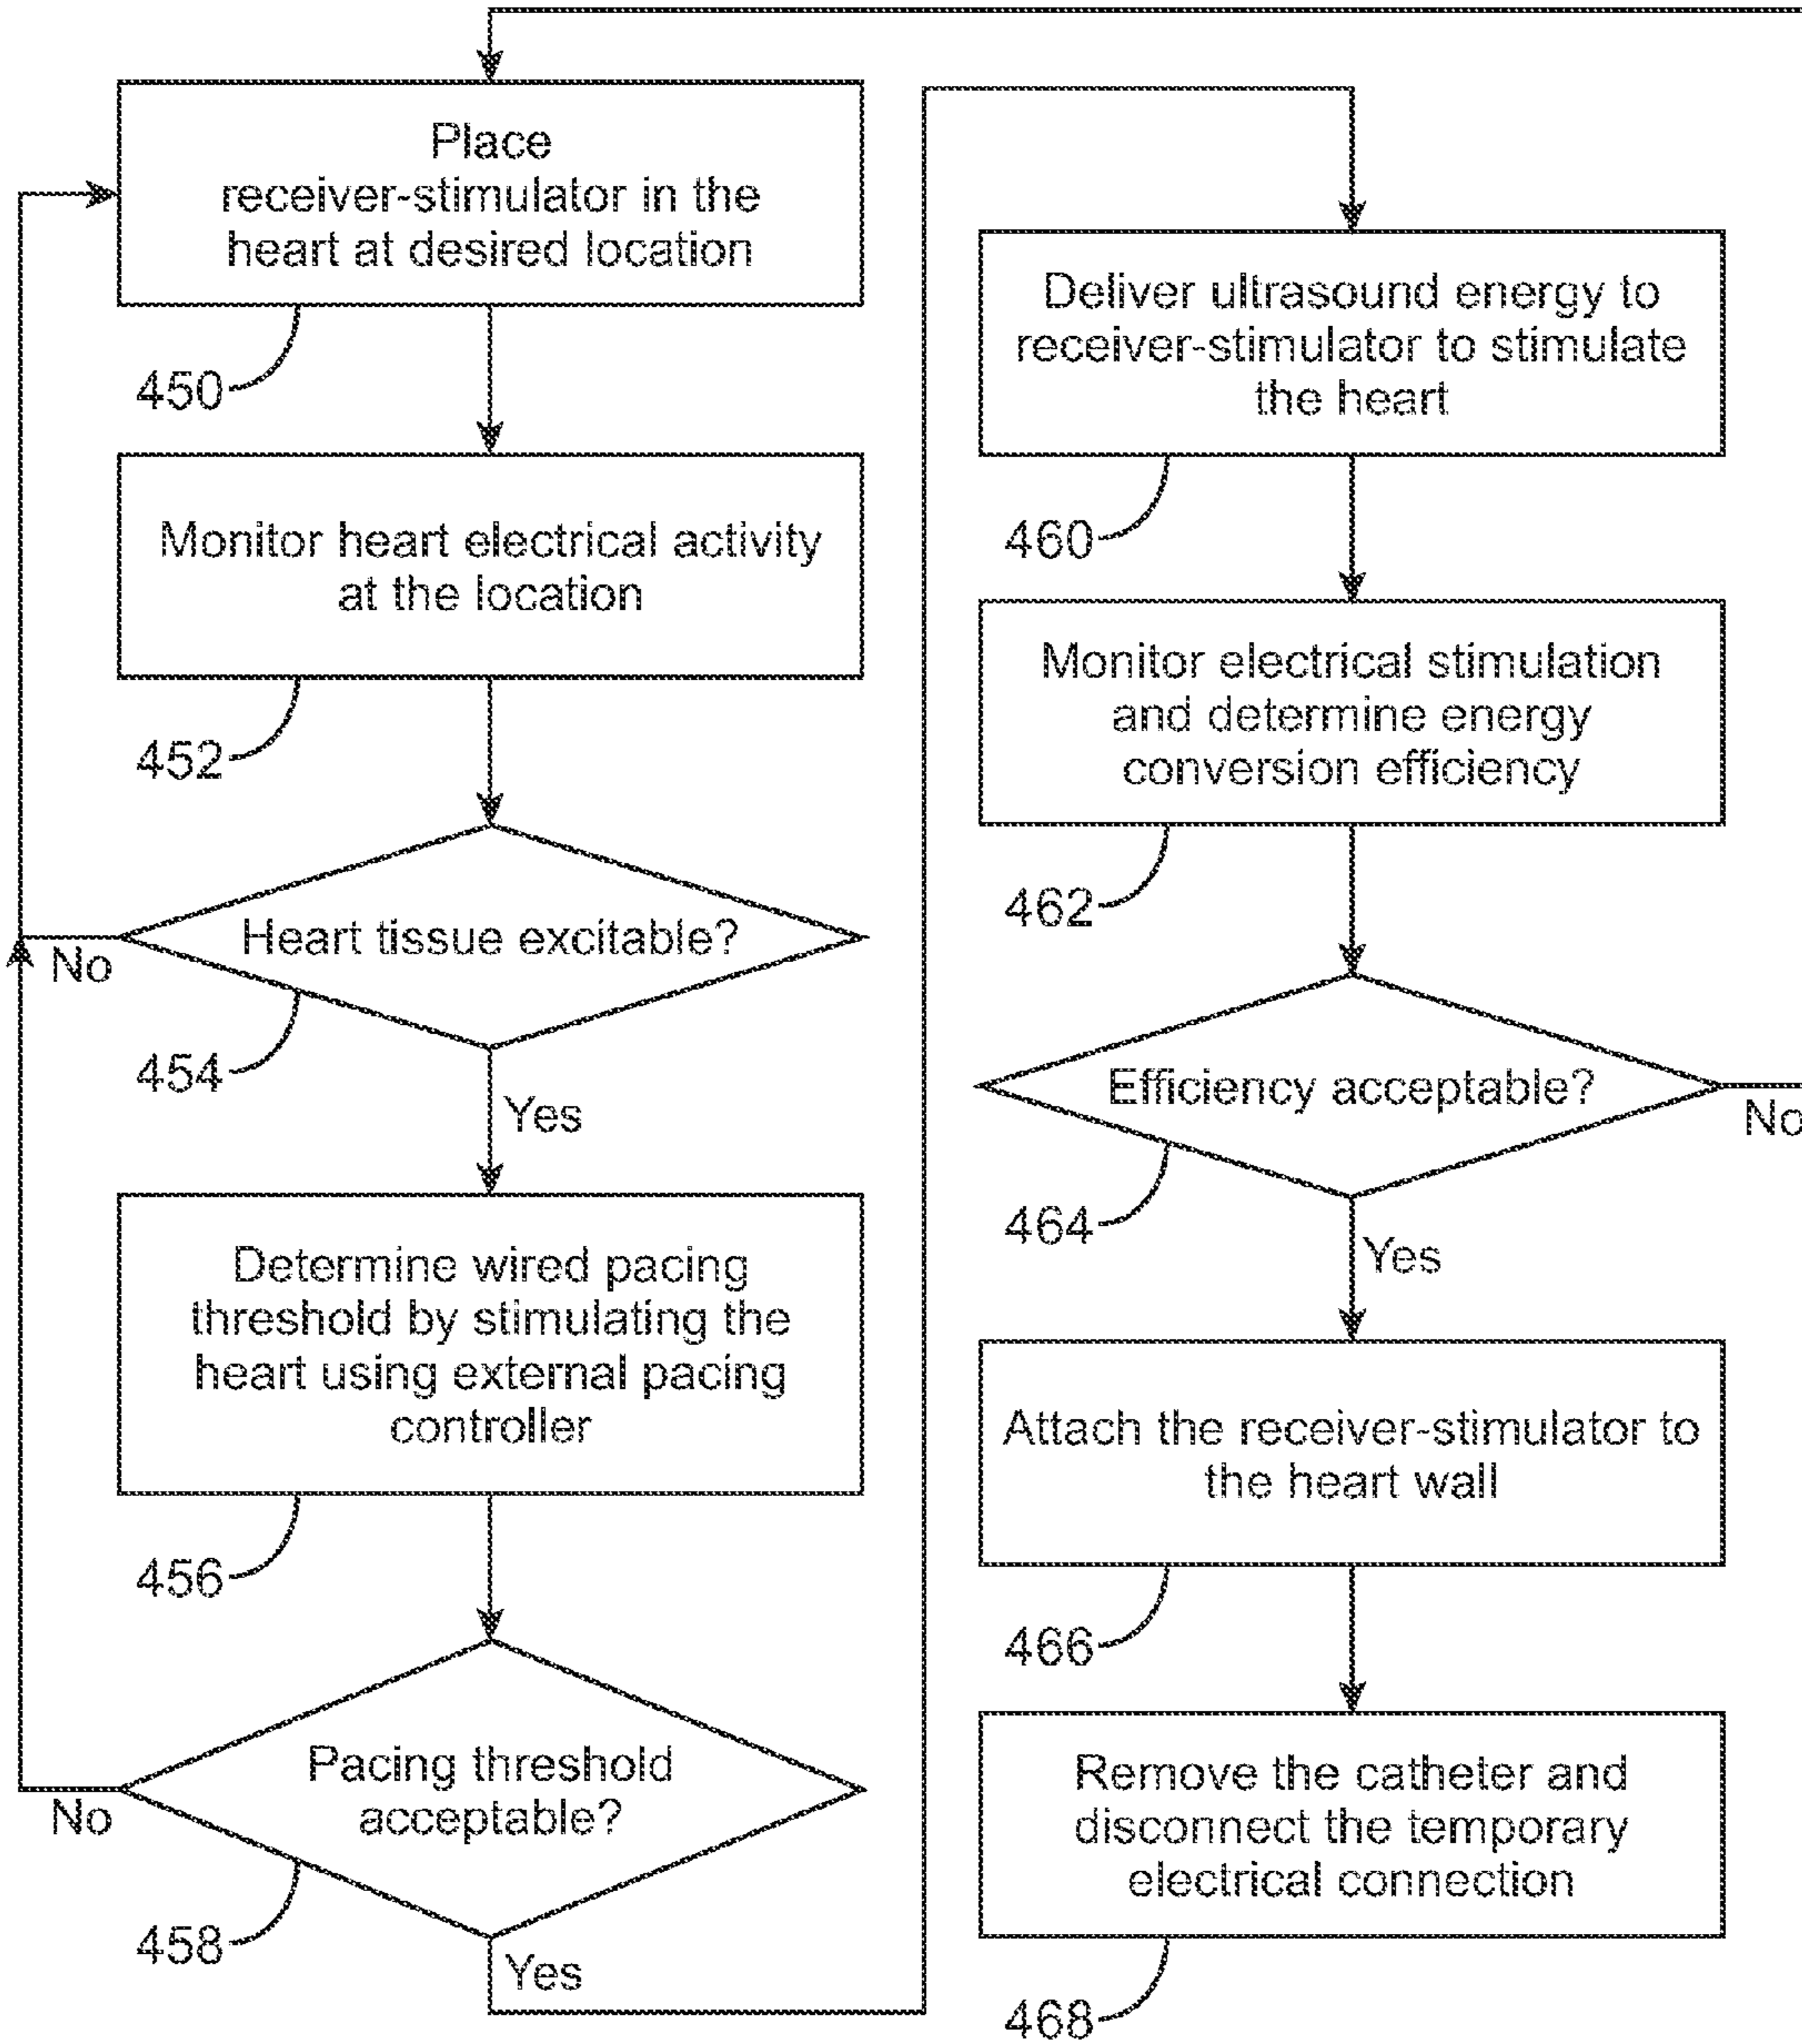 Place
receiver-stimulator in the
heart at desired location
450
Monitor heart electrical activity
at the location
452
Heart tissue excitable?
No
454
Yes
Determine wired pacing
threshold by stimulating the
heart using external pacing
controller
456
Pacing threshold
acceptable?
No
458
Yes
Deliver ultrasound energy to
receiver-stimulator to stimulate
the heart
460
Monitor electrical stimulation
and determine energy
conversion efficiency
462
Efficiency acceptable?
No
464
Yes
Attach the receiver-stimulator to
the heart wall
466
Remove the catheter and
disconnect the temporary
electrical connection
468